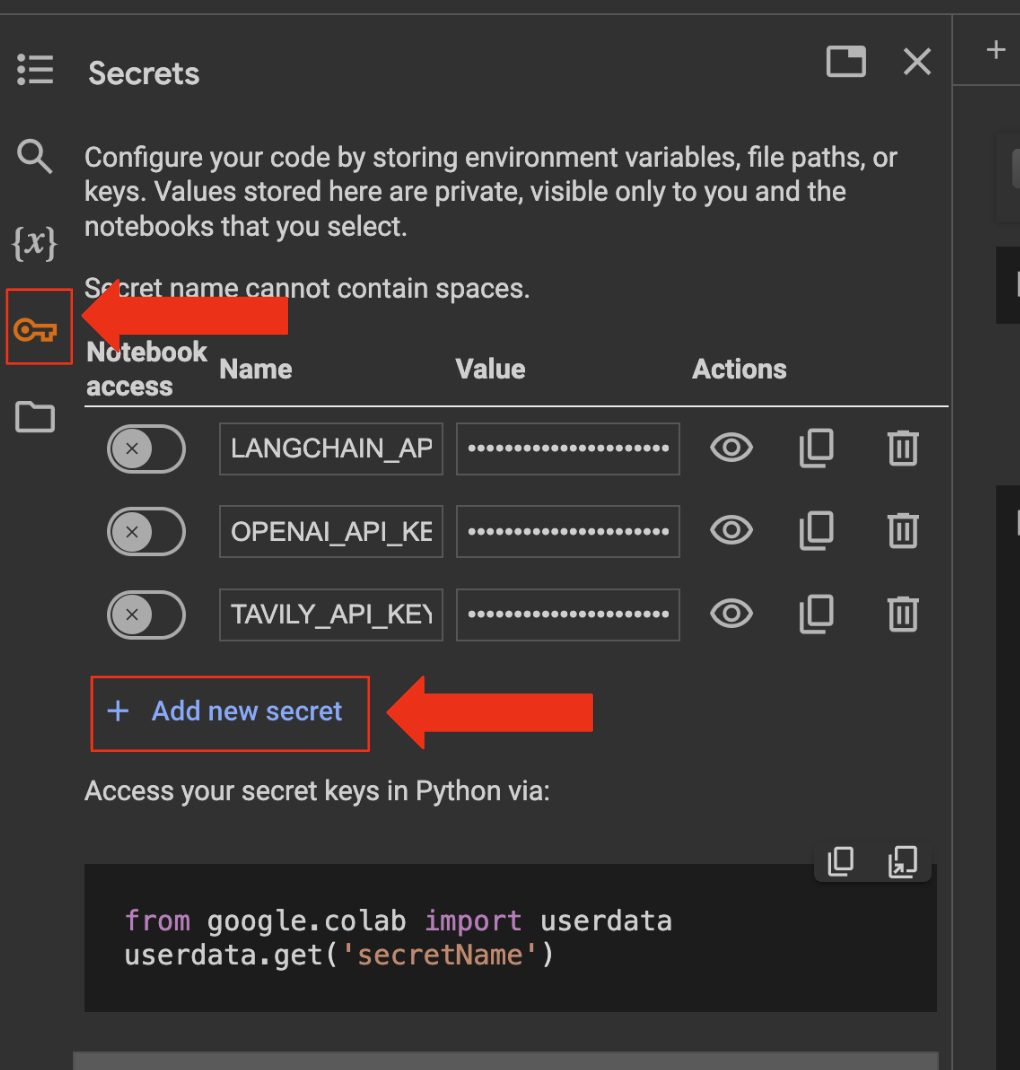 Secrets
Configure your code by storing environment variables, file paths, or
keys. Values stored here are private, visible only to you and the
notebooks that you select.
{x}
Secret name cannot contain spaces.
Notebook access Name Value Actions
LANGCHAIN_AP
OPENAI_API_KE
TAVILY_API_KEY
+ Add new secret
Access your secret keys in Python via:
from google.colab import userdata
userdata.get('secretName')